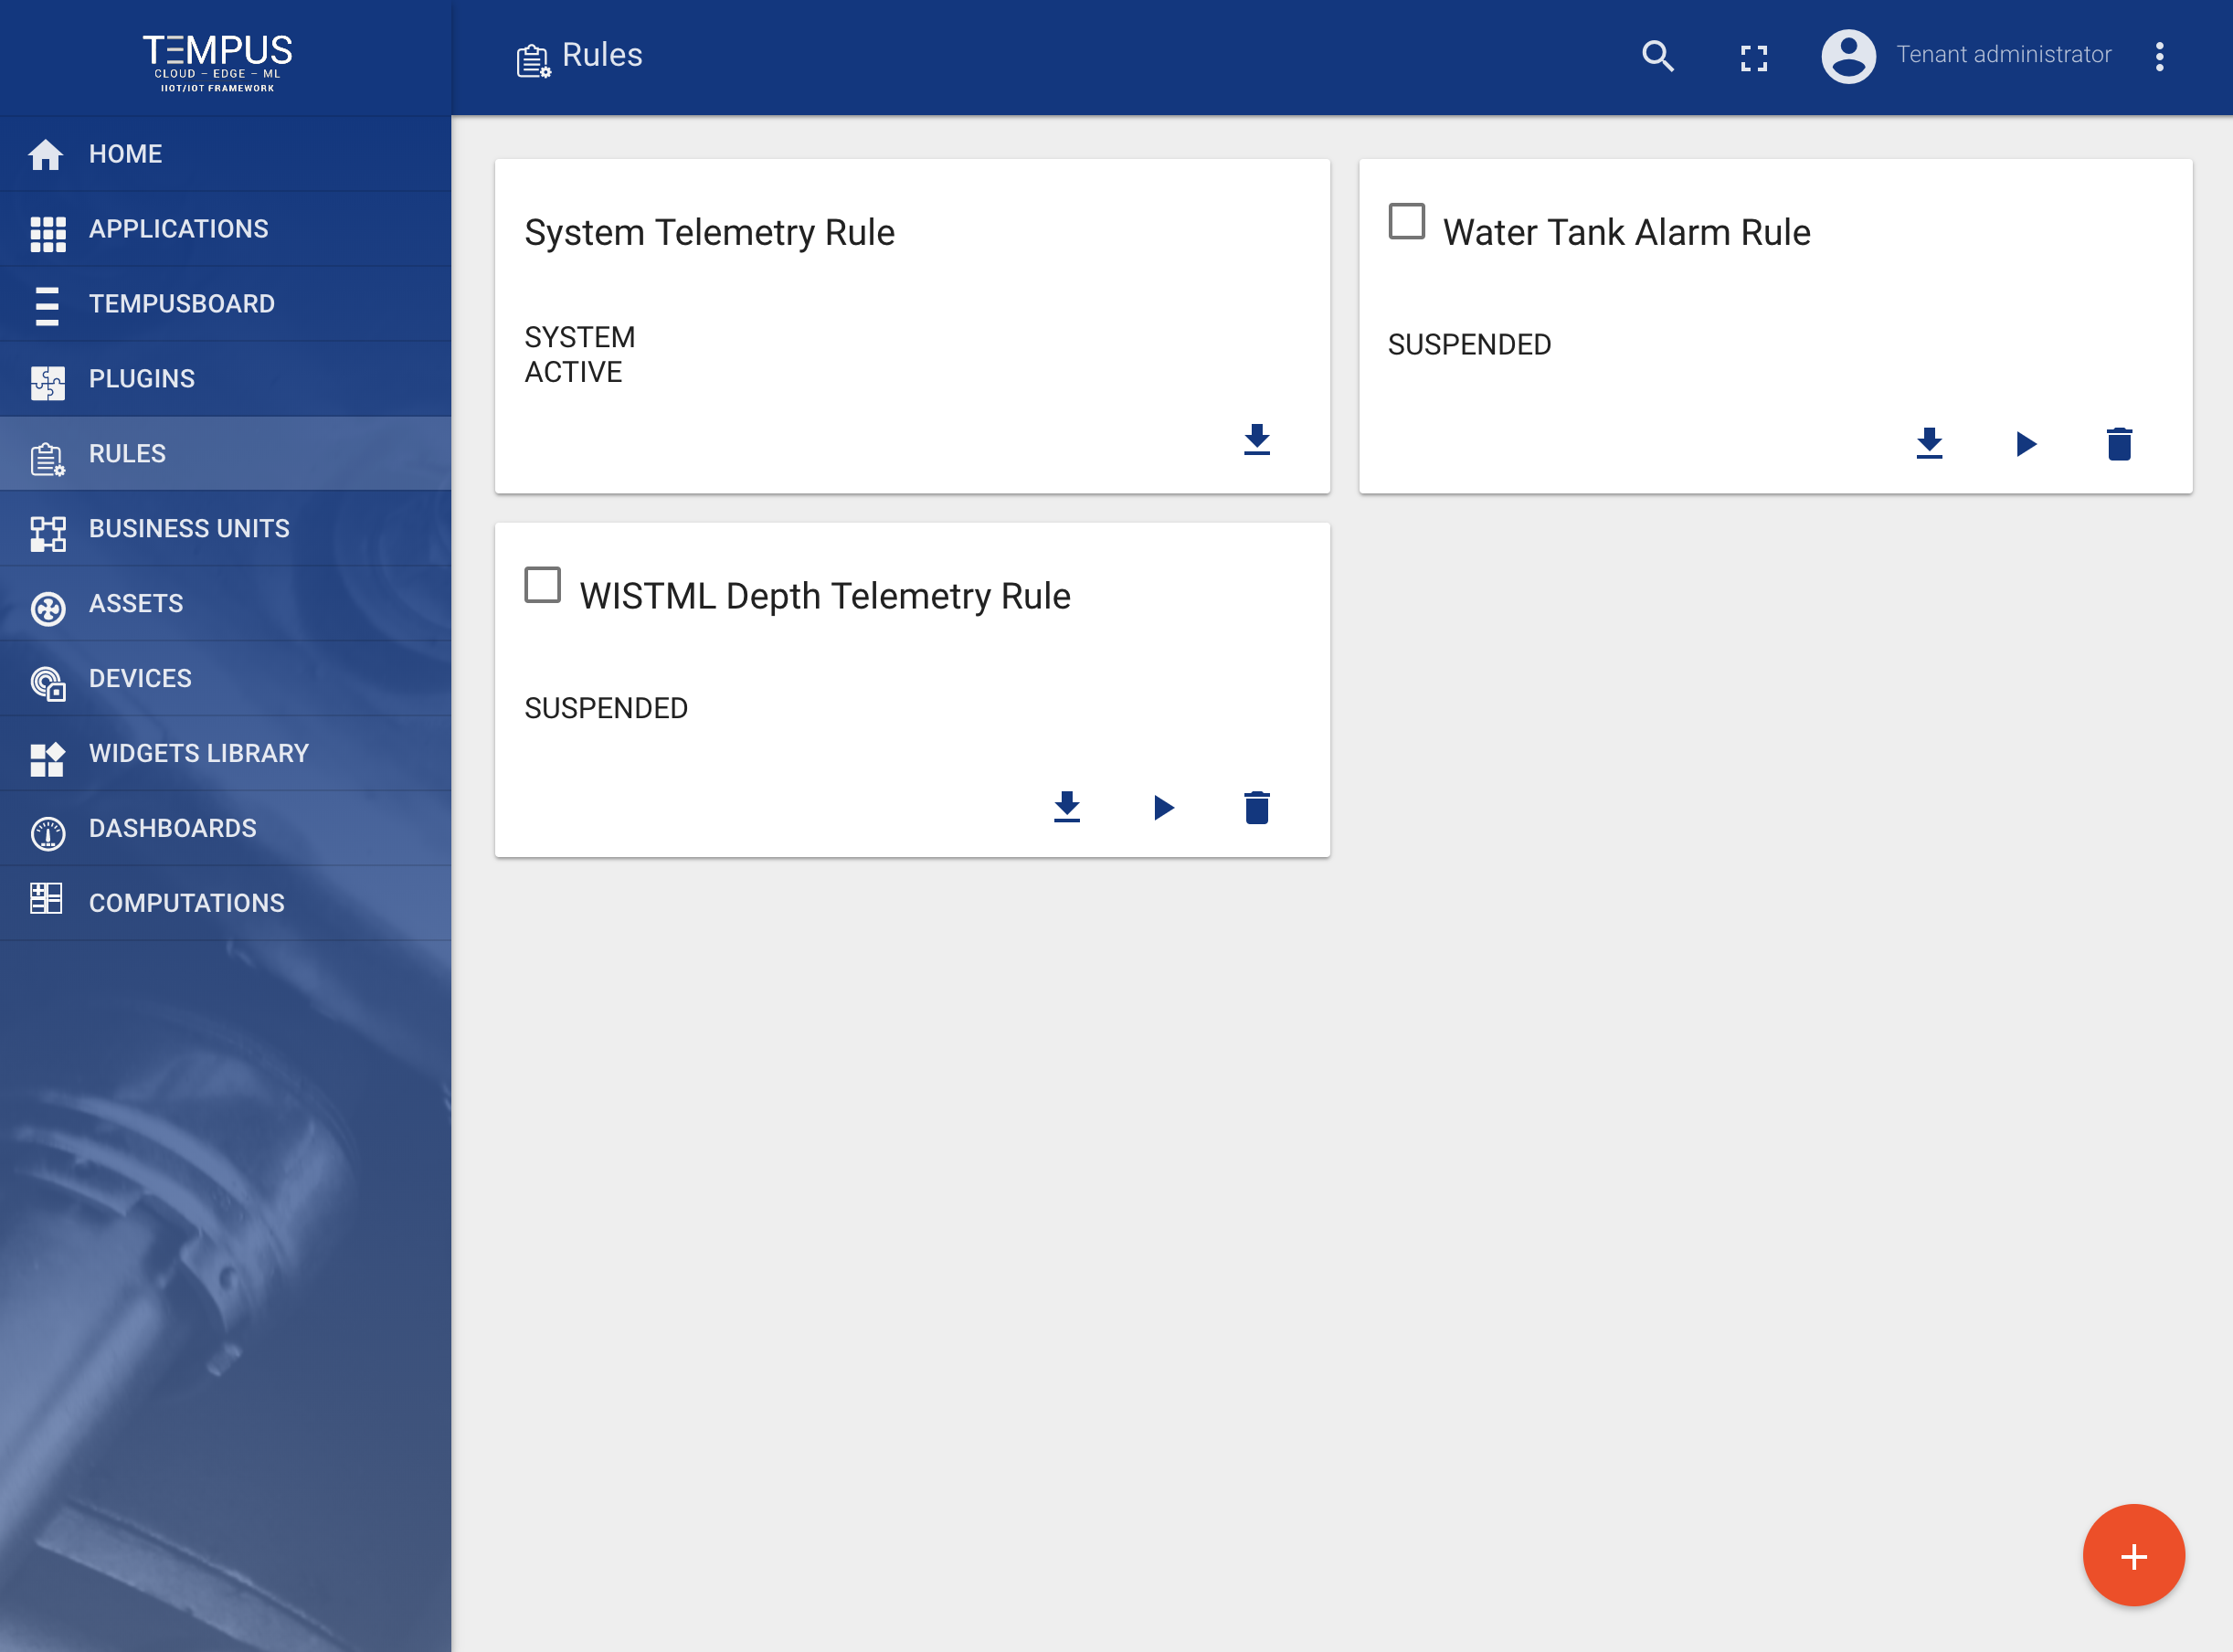 TEMPUS
CLOUD – EDGE – ML
IIOT/IOT FRAMEWORK
Rules
Tenant administrator
HOME
APPLICATIONS
TEMPUSBOARD
PLUGINS
RULES
BUSINESS UNITS
ASSETS
DEVICES
WIDGETS LIBRARY
DASHBOARDS
COMPUTATIONS
System Telemetry Rule
SYSTEM
ACTIVE
Water Tank Alarm Rule
SUSPENDED
WISTML Depth Telemetry Rule
SUSPENDED